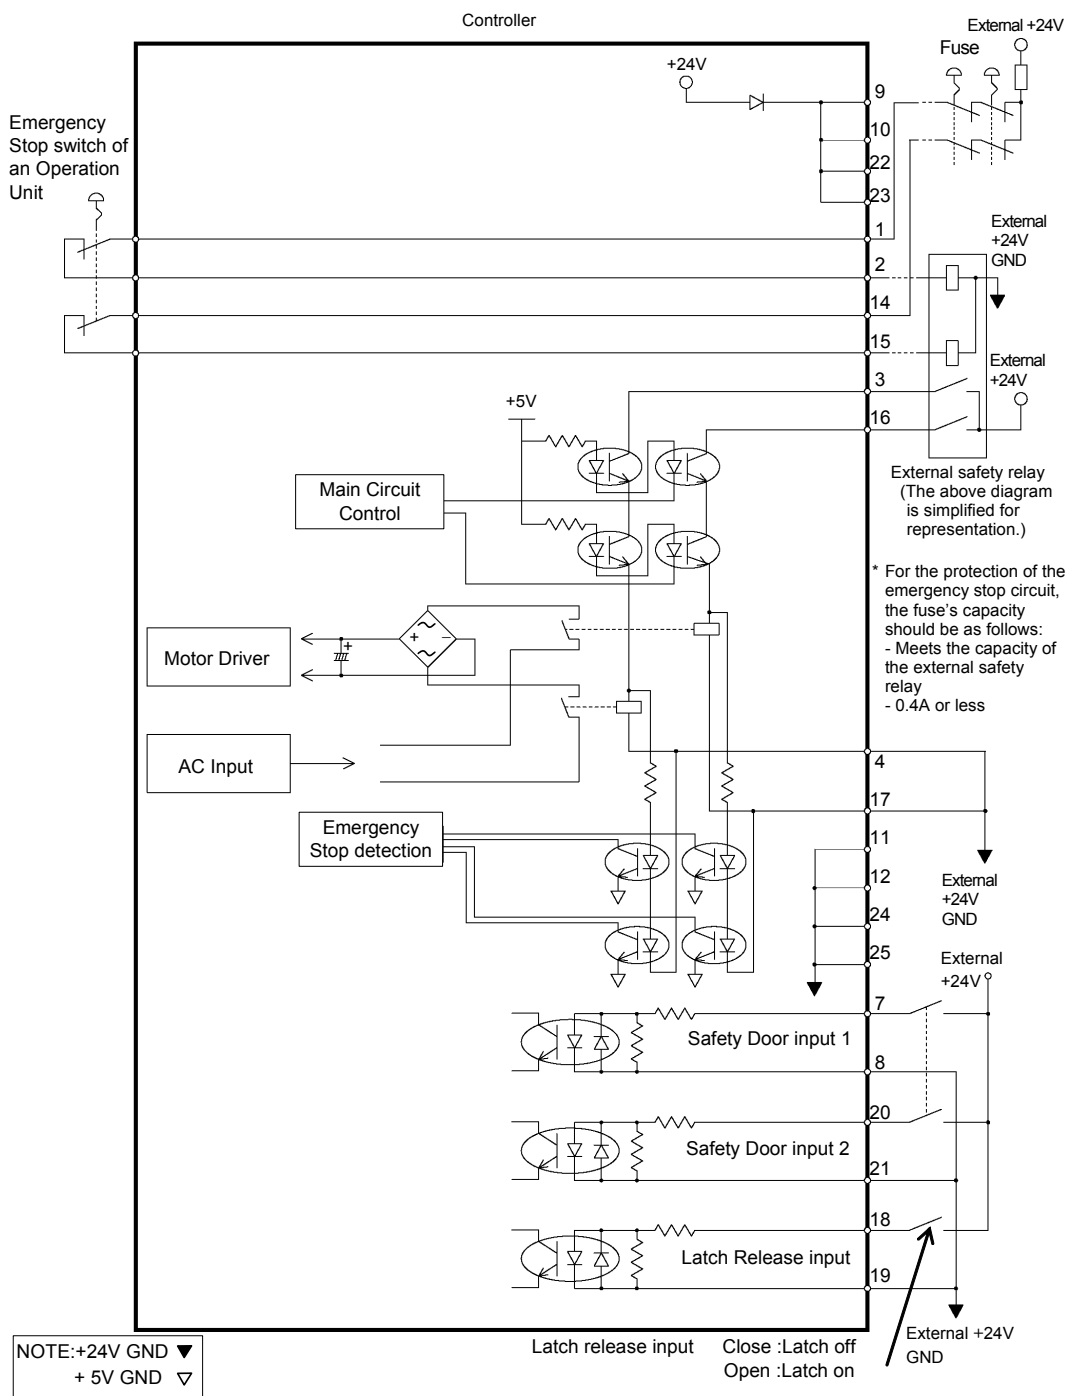 Controller
External +24V
Fuse
+24V
9
10
22
23
Emergency
Stop switch of
an Operation
Unit
1
2
14
15
3
16
External
+24V
GND
External
+24V
+5V
Main Circuit
Control
External safety relay
(The above diagram
is simplified for
representation.)
* For the protection of the
emergency stop circuit,
the fuse's capacity
should be as follows:
- Meets the capacity of
the external safety
relay
- 0.4A or less
Motor Driver
+
−
+
AC Input
4
17
11
12
24
25
Emergency
Stop detection
External
+24V
GND
External
+24V
7
Safety Door input 1
8
20
Safety Door input 2
21
18
Latch Release input
19
External +24V
GND
Latch release input Close :Latch off
Open :Latch on
NOTE:+24V GND ▼
+ 5V GND ▽